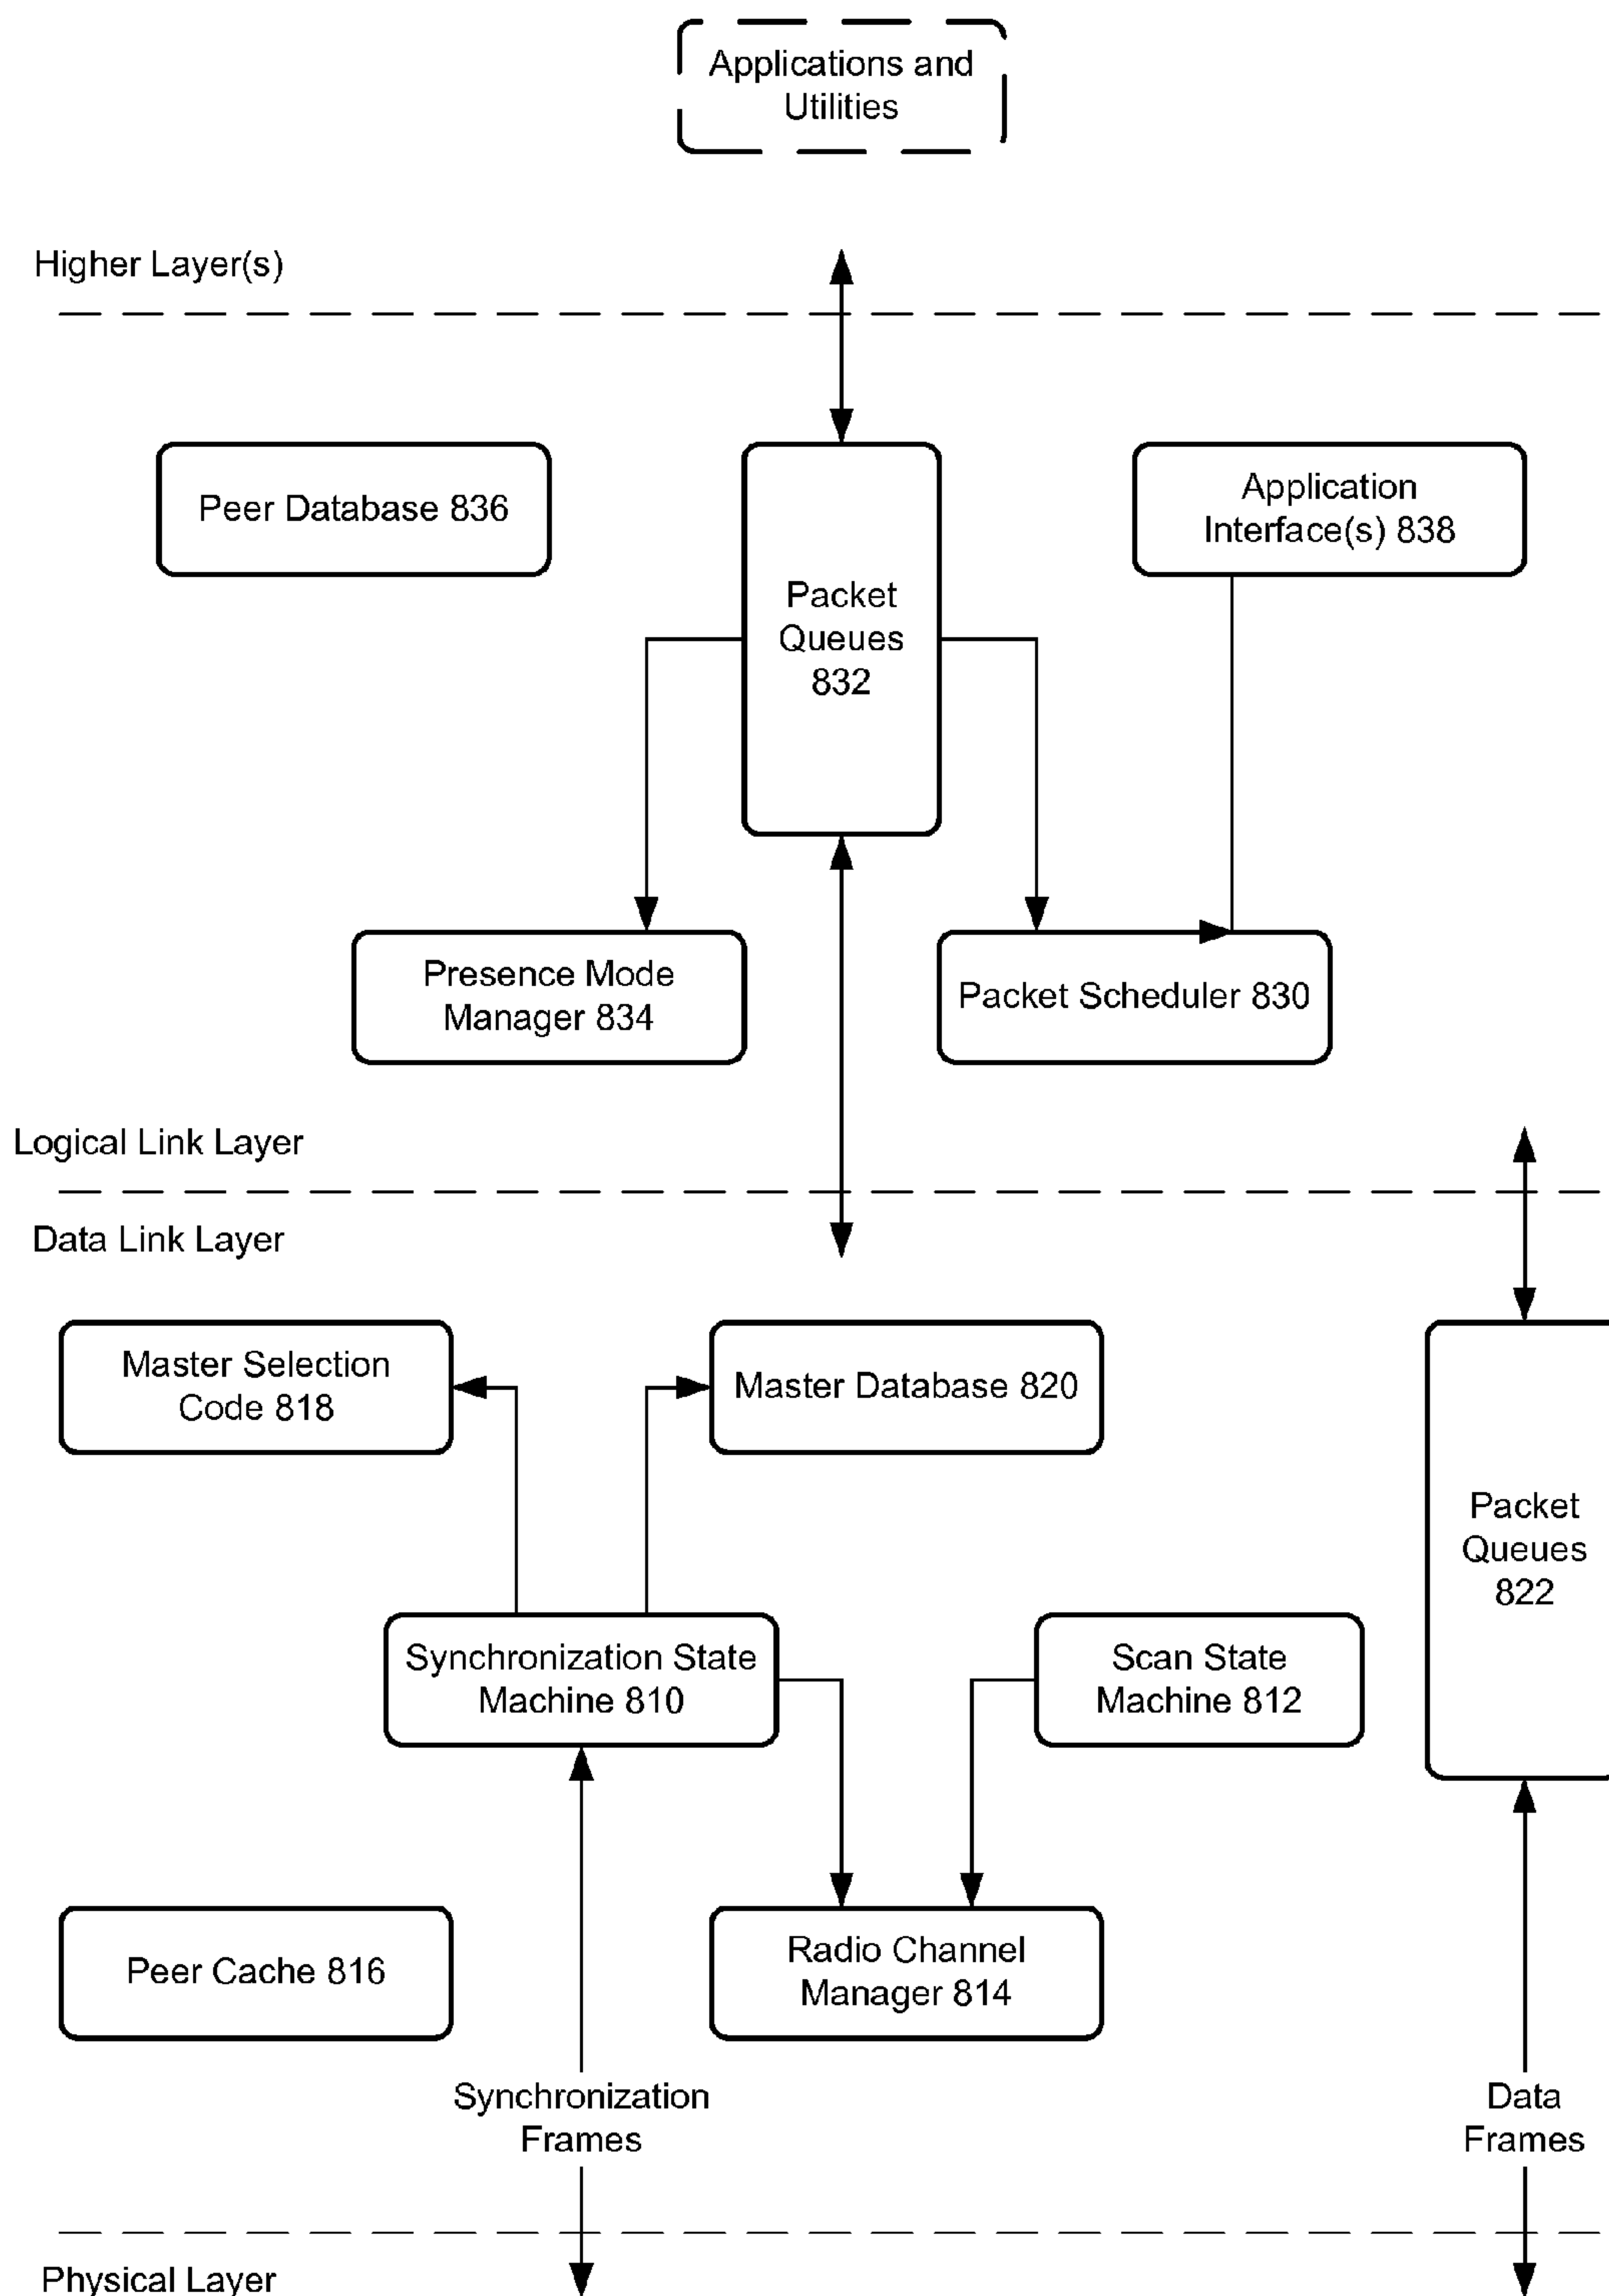 Applications and
Utilities
Higher Layer(s)
Peer Database 836
Packet
Queues
832
Application
Interface(s) 838
Presence Mode
Manager 834
Packet Scheduler 830
Logical Link Layer
Data Link Layer
Master Selection
Code 818
Master Database 820
Packet
Queues
822
Synchronization State
Machine 810
Scan State
Machine 812
Peer Cache 816
Radio Channel
Manager 814
Synchronization
Frames
Data
Frames
Physical Layer